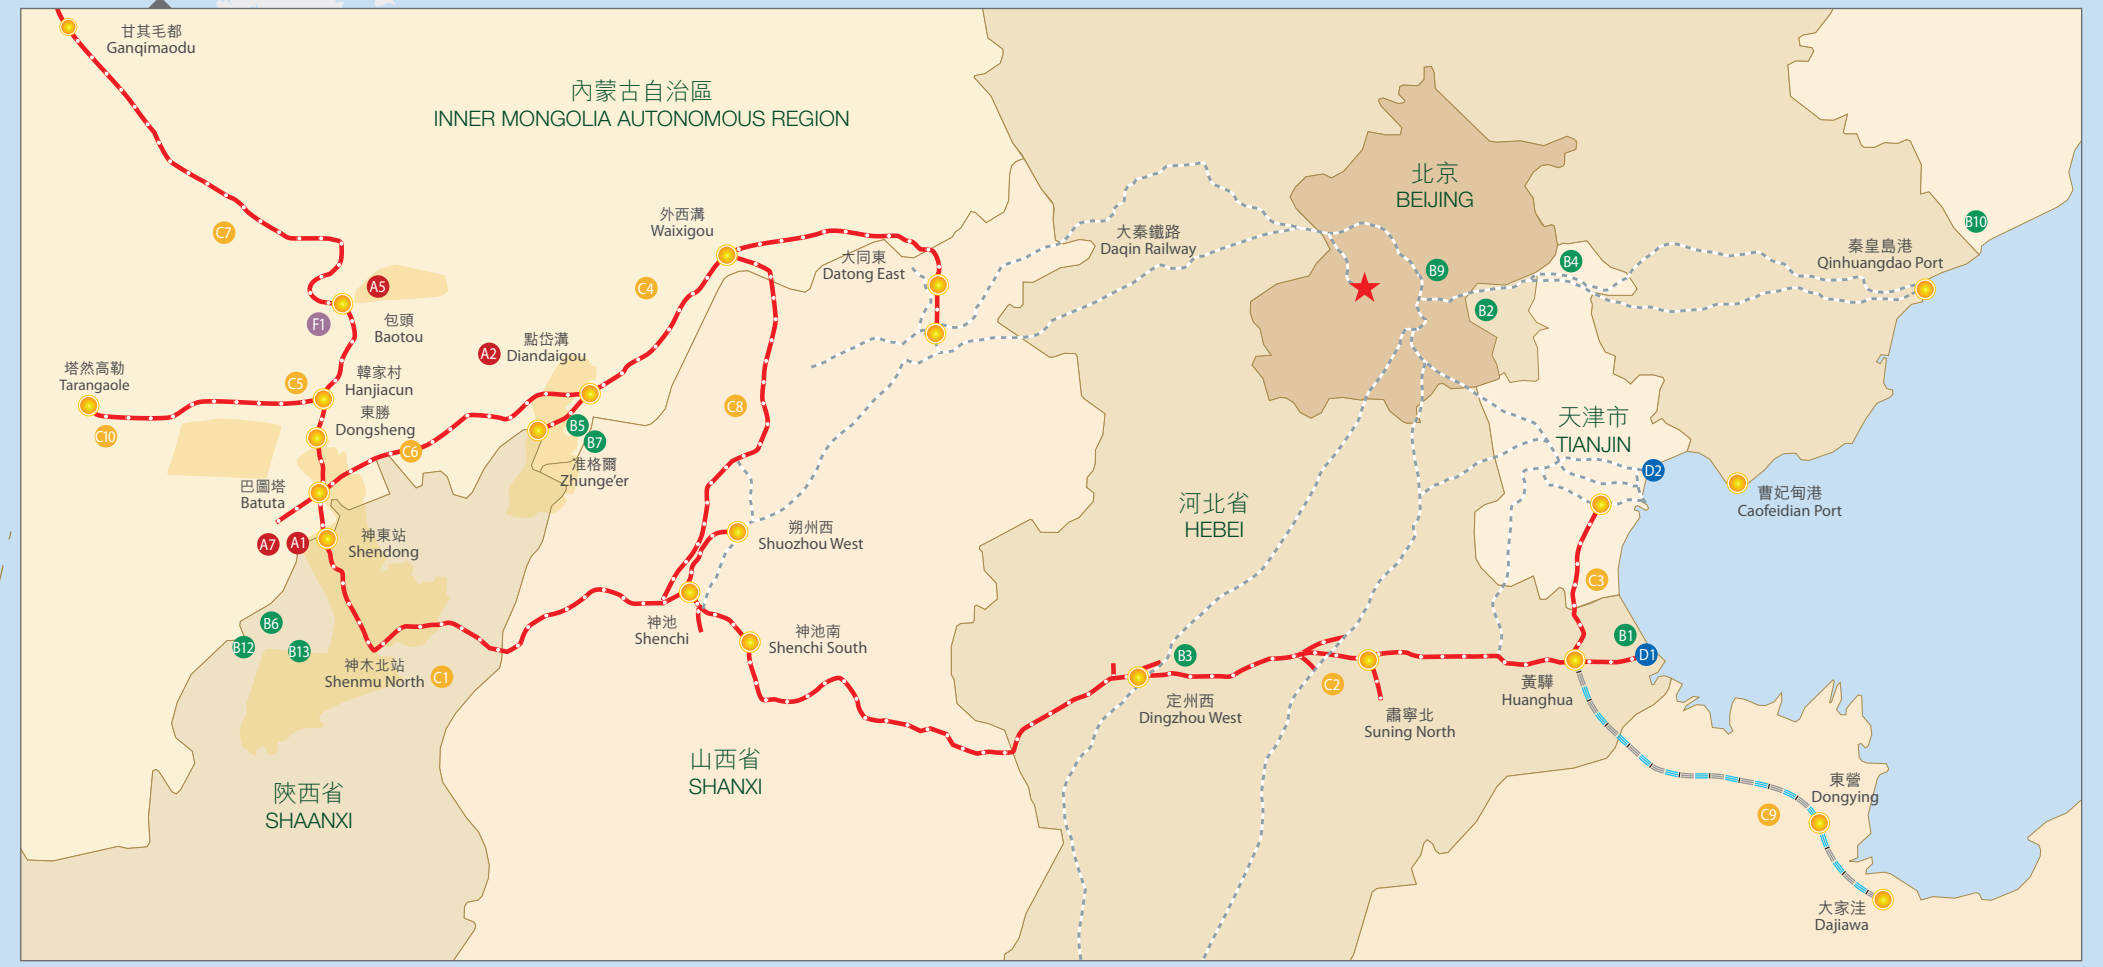 甘其毛都
Ganqimaodu
內蒙古自治區
INNER MONGOLIA AUTONOMOUS REGION
北京
BEIJING
外西溝
Waixigou
大秦鐵路
Daqin Railway
B10
C7
秦皇島港
Qinhuangdao Port
大同東
Datong East
B4
B9
A5
C4
B2
F1
包頭
Baotou
點岱溝
Diandaigou
A2
塔然高勒
Tarangaole
韓家村
Hanjiacun
C5
C8
東勝
Dongsheng
天津市
TIANJIN
C10
B5
B7
C6
准格爾
Zhunge'er
D2
巴圖塔
Batuta
曹妃甸港
Caofeidian Port
河北省
HEBEI
朔州西
Shuozhou West
神東站
Shendong
A7
A1
C3
B6
神池
Shenchi
神池南
Shenchi South
B1
B12
B13
B3
D1
神木北站
Shenmu North
C1
C2
黃驊
Huanghua
定州西
Dingzhou West
肅寧北
Suning North
山西省
SHANXI
陝西省
SHAANXI
東營
Dongying
C9
大家洼
Dajiawa